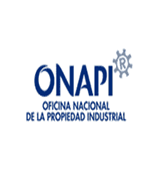 ONAPI ®
OFICINA NACIONAL
DE LA PROPIEDAD INDUSTRIAL